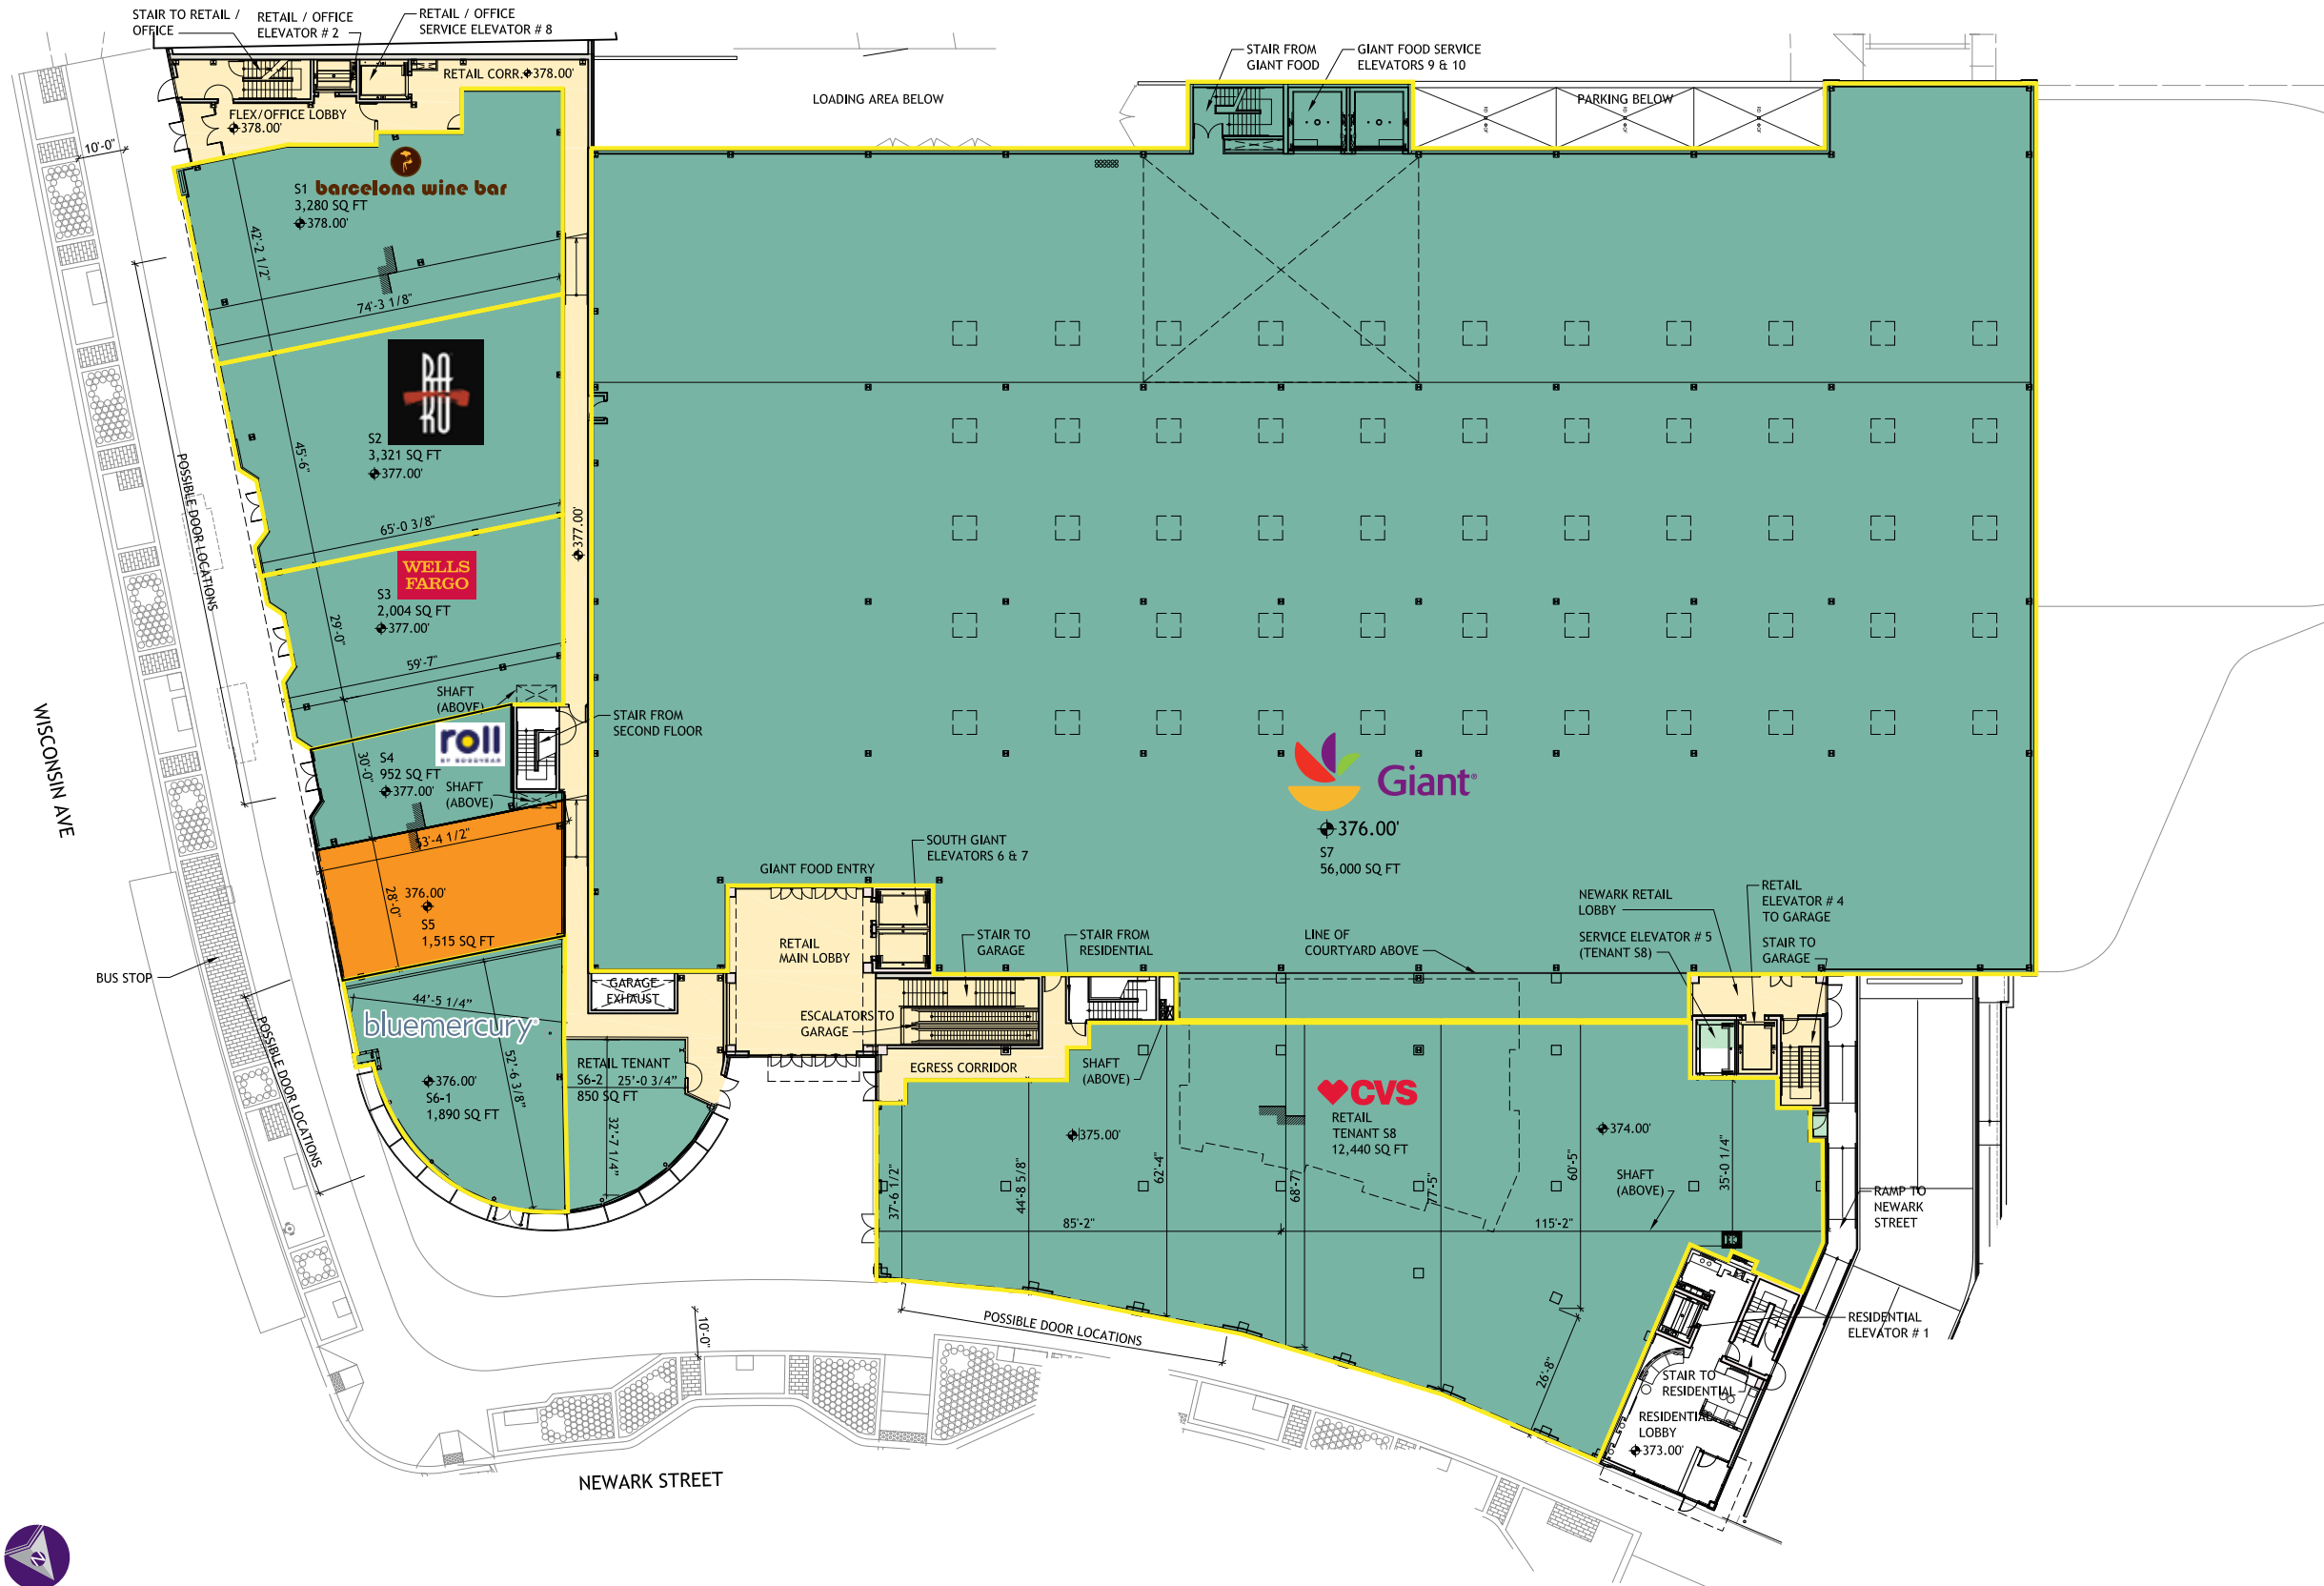 STAIR TO RETAIL /
OFFICE
RETAIL / OFFICE
ELEVATOR # 2
RETAIL / OFFICE
SERVICE ELEVATOR # 8
RETAIL CORR. 378.00'
FLEX/OFFICE LOBBY
378.00'
10'-0"
LOADING AREA BELOW
STAIR FROM
GIANT FOOD
GIANT FOOD SERVICE
ELEVATORS 9 & 10
PARKING BELOW
S1 barcelona wine bar
3,280 SQ FT
378.00'
42'-2 1/2"
74'-3 1/8"
RAKU
S2
3,321 SQ FT
377.00'
45'-6"
65'-0 3/8"
POSSIBLE DOOR LOCATIONS
377.00'
WELLS
FARGO
S3
2,004 SQ FT
377.00'
29'-0"
59'-7"
SHAFT
(ABOVE)
STAIR FROM
SECOND FLOOR
WISCONSIN AVE
roll
BY GOODYEAR
S4
952 SQ FT
377.00'
30'-0"
SHAFT
(ABOVE)
53'-4 1/2"
28'-0"
376.00'
S5
1,515 SQ FT
Giant
376.00'
S7
56,000 SQ FT
SOUTH GIANT
ELEVATORS 6 & 7
GIANT FOOD ENTRY
RETAIL
MAIN LOBBY
STAIR TO
GARAGE
STAIR FROM
RESIDENTIAL
LINE OF
COURTYARD ABOVE
NEWARK RETAIL
LOBBY
RETAIL
ELEVATOR # 4
TO GARAGE
SERVICE ELEVATOR # 5
(TENANT S8)
STAIR TO
GARAGE
BUS STOP
GARAGE
EXHAUST
44'-5 1/4"
bluemercury
ESCALATORS TO
GARAGE
52'-6 3/8"
376.00'
S6-1
1,890 SQ FT
RETAIL TENANT
S6-2 25'-0 3/4"
850 SQ FT
32'-7 1/4"
EGRESS CORRIDOR
SHAFT
(ABOVE)
POSSIBLE DOOR LOCATIONS
CVS
RETAIL
TENANT S8
12,440 SQ FT
375.00'
374.00'
37'-6 1/2"
44'-8 5/8"
62'-4"
68'-7"
77'-5"
60'-5"
35'-0 1/4"
SHAFT
(ABOVE)
85'-2"
115'-2"
RAMP TO
NEWARK
STREET
26'-8"
POSSIBLE DOOR LOCATIONS
10'-0"
RESIDENTIAL
ELEVATOR # 1
STAIR TO
RESIDENTIAL
RESIDENTIAL
LOBBY
373.00'
NEWARK STREET
N